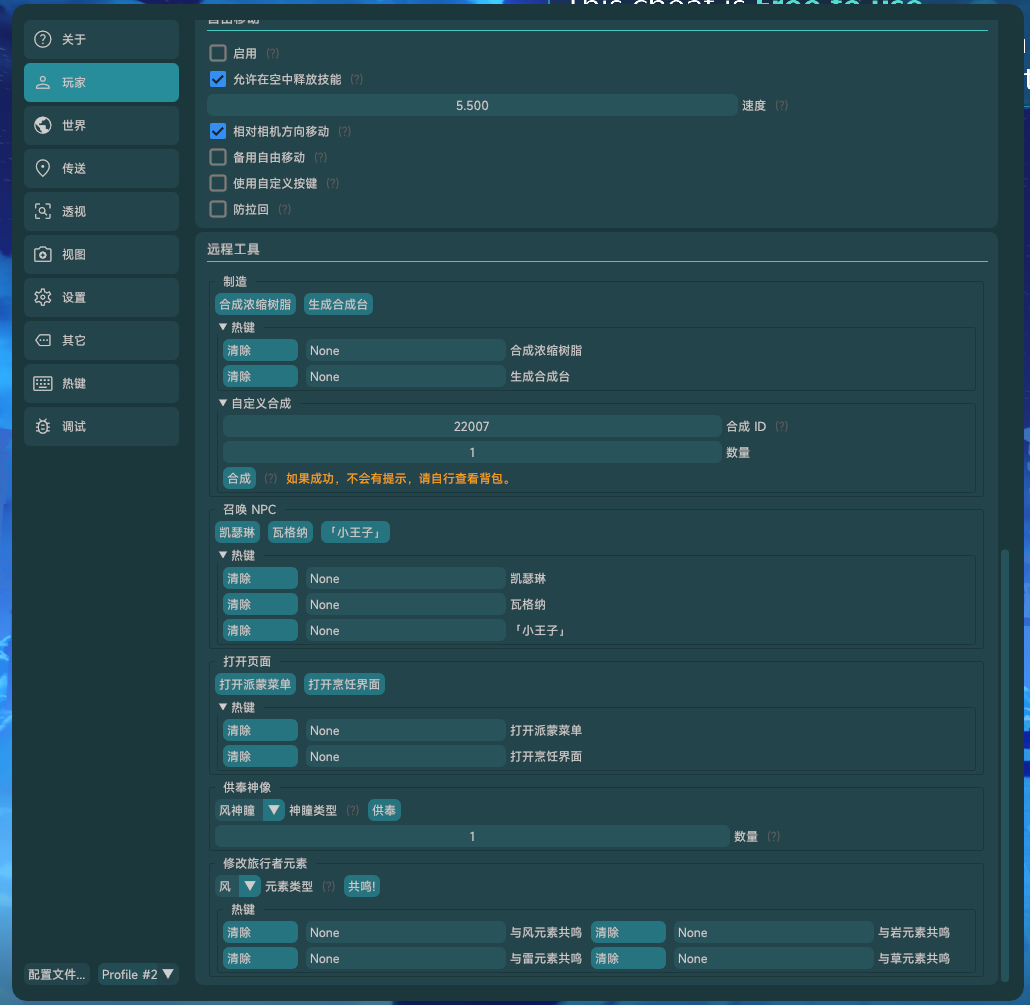 This cheat is Free to use
关于
玩家
世界
传送
透视
视图
设置
其它
热键
调试
配置文件... Profile #2
自由移动
启用 (?)
允许在空中释放技能 (?)
5.500 速度 (?)
相对相机方向移动 (?)
备用自由移动 (?)
使用自定义按键 (?)
防拉回 (?)
远程工具
制造
合成浓缩树脂 生成合成台
热键
清除 None 合成浓缩树脂
清除 None 生成合成台
自定义合成
22007 合成 ID (?)
1 数量
合成 (?) 如果成功，不会有提示，请自行查看背包。
召唤 NPC
凯瑟琳 瓦格纳 「小王子」
热键
清除 None 凯瑟琳
清除 None 瓦格纳
清除 None 「小王子」
打开页面
打开派蒙菜单 打开烹饪界面
热键
清除 None 打开派蒙菜单
清除 None 打开烹饪界面
供奉神像
风神瞳 神瞳类型 (?) 供奉
1 数量 (?)
修改旅行者元素
风 元素类型 (?) 共鸣!
热键
清除 None 与风元素共鸣 清除 None 与岩元素共鸣
清除 None 与雷元素共鸣 清除 None 与草元素共鸣